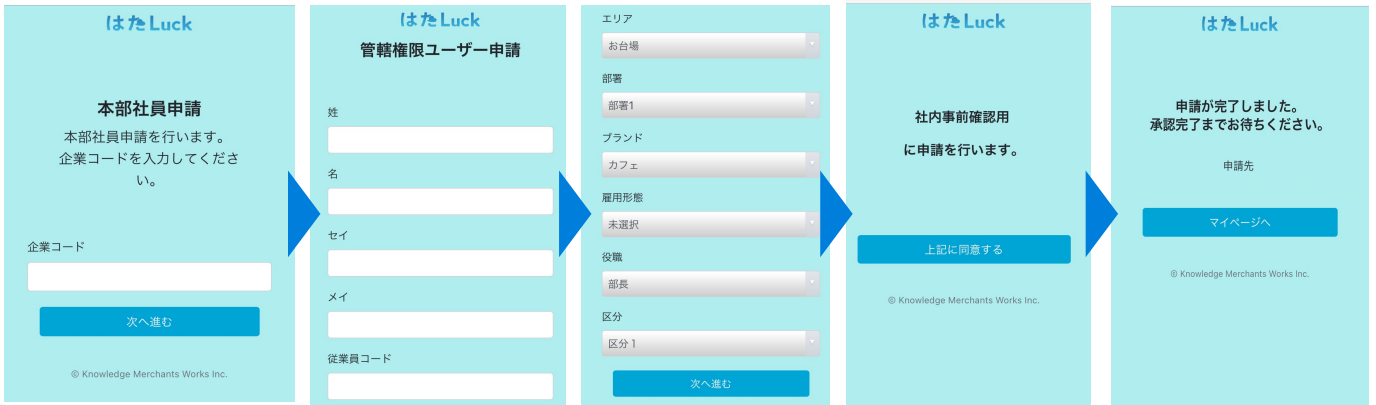 はたLuck
本部社員申請
本部社員申請を行います。
企業コードを入力してくださ
い。
企業コード
次へ進む
© Knowledge Merchants Works Inc.
はたLuck
管轄権限ユーザー申請
姓
名
セイ
メイ
従業員コード
エリア
お台場
部署
部署1
ブランド
カフェ
雇用形態
未選択
役職
部長
区分
区分1
次へ進む
はたLuck
社内事前確認用
に申請を行います。
上記に同意する
© Knowledge Merchants Works Inc.
はたLuck
申請が完了しました。
承認完了までお待ちください。
申請先
マイページへ
© Knowledge Merchants Works Inc.